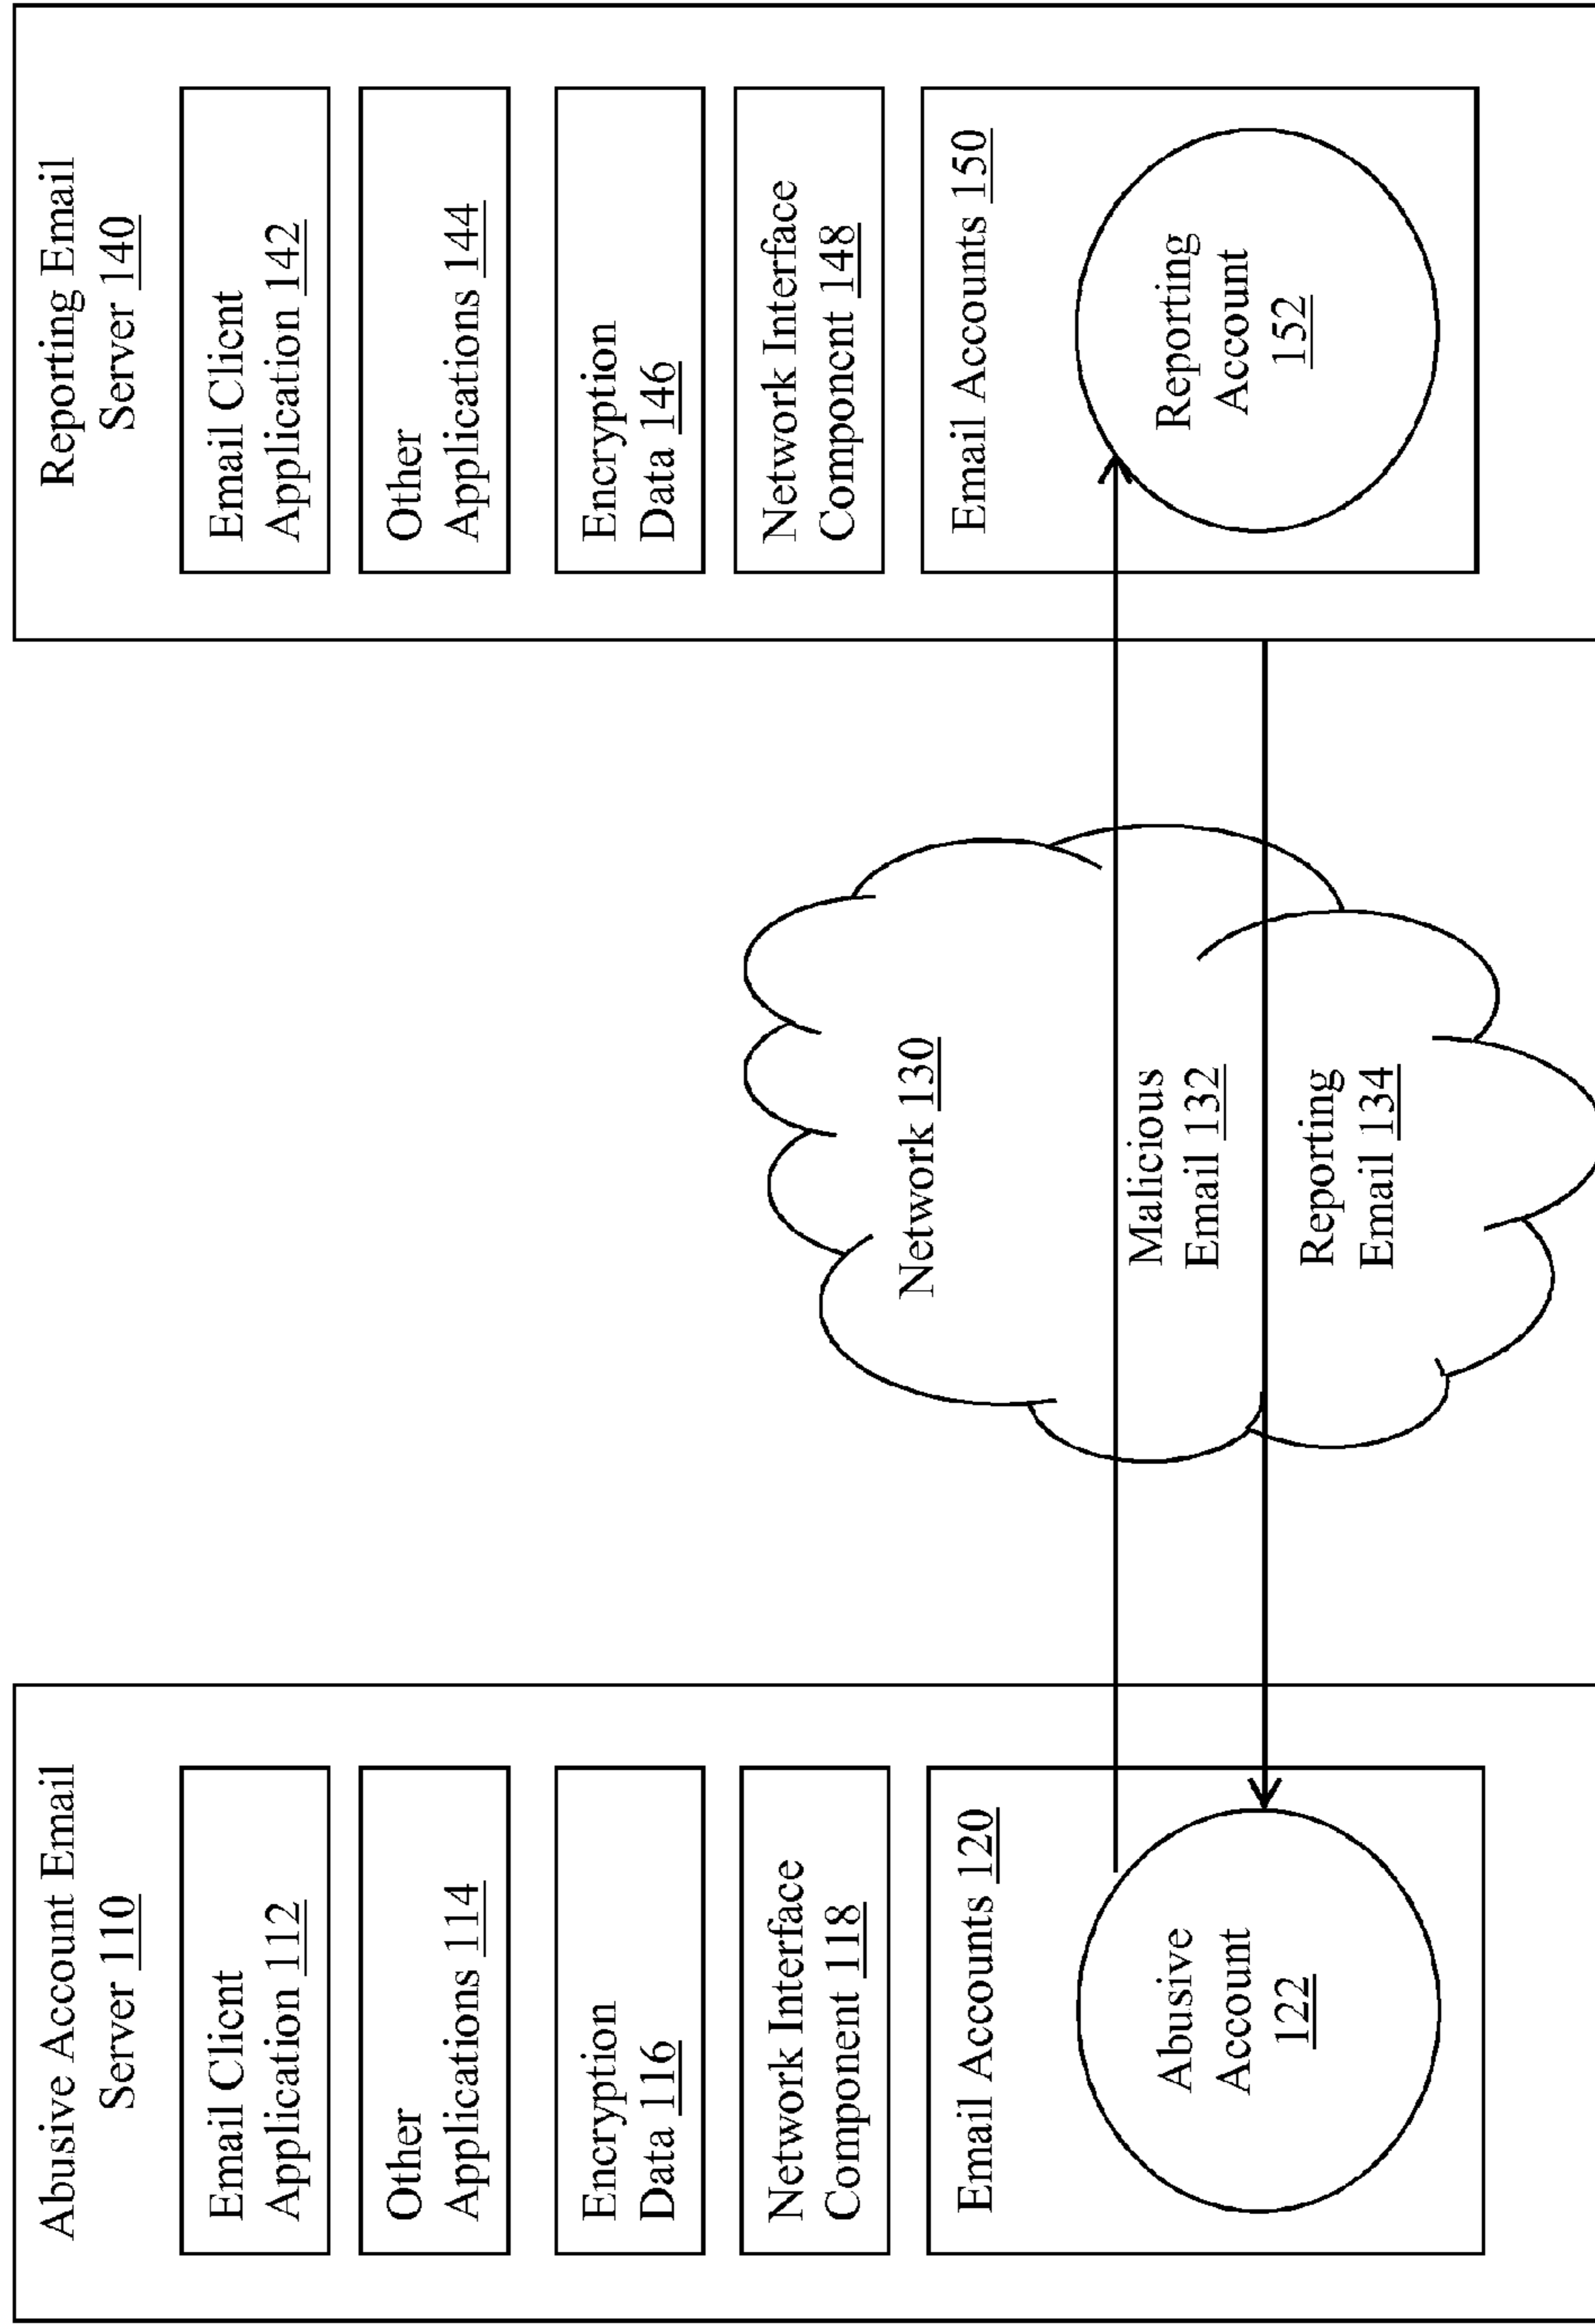 Abusive Account Email
Server 110
Email Client
Application 112
Other
Applications 114
Encryption
Data 116
Network Interface
Component 118
Email Accounts 120
Abusive
Account
122
Network 130
Malicious
Email 132
Reporting
Email 134
Reporting Email
Server 140
Email Client
Application 142
Other
Applications 144
Encryption
Data 146
Network Interface
Component 148
Email Accounts 150
Reporting
Account
152